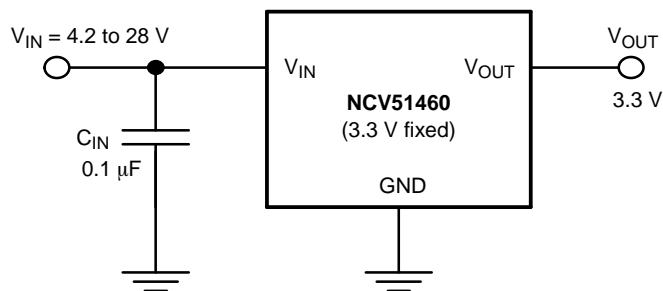 V_IN = 4.2 to 28 V
V_IN
V_OUT
V_OUT
3.3 V
NCV51460
(3.3 V fixed)
C_IN
0.1 μF
GND